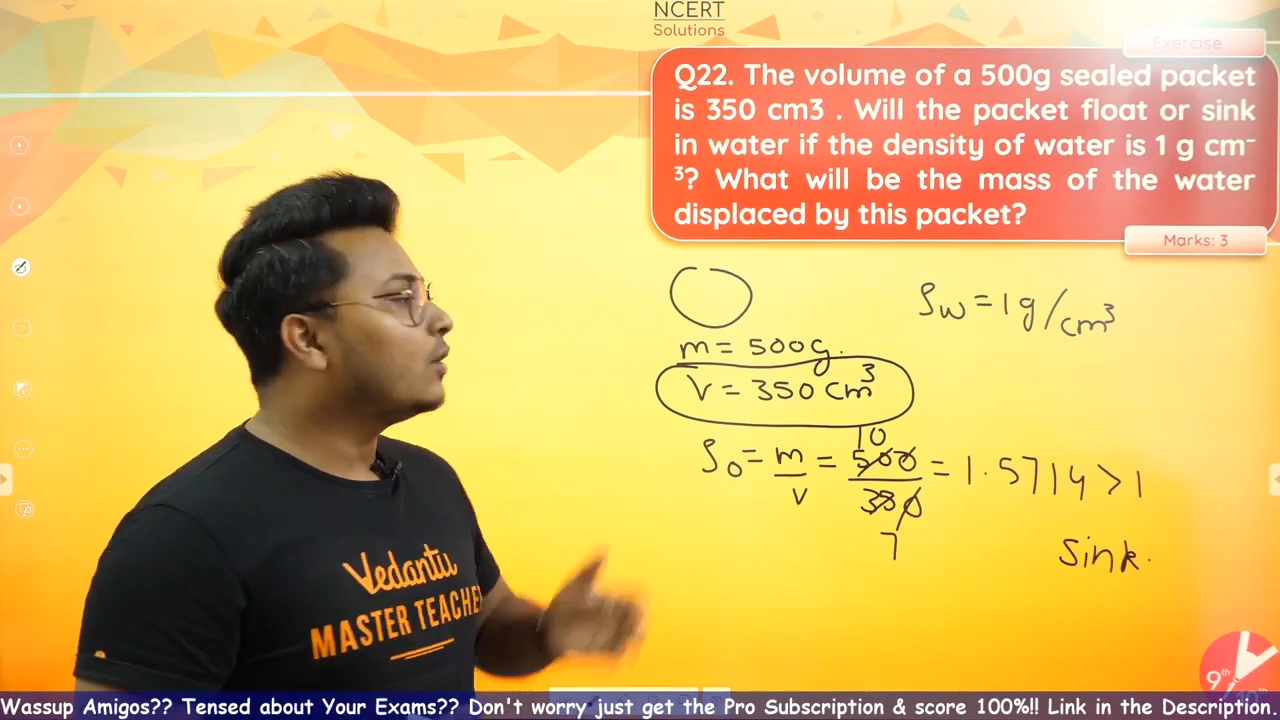 NCERT
Solutions
Exercise
Q22. The volume of a 500g sealed packet
is 350 cm3 . Will the packet float or sink
in water if the density of water is 1 g cm⁻
³? What will be the mass of the water
displaced by this packet?
Marks: 3
ρw = 1 g/cm³
m = 500g.
V = 350 cm³
10
ρo = m/v = 500/350 = 1.5714 > 1
7
Sink.
Vedantu
MASTER TEACHE
9th
10th
Wassup Amigos?? Tensed about Your Exams?? Don't worry just get the Pro Subscription & score 100%!! Link in the Description.